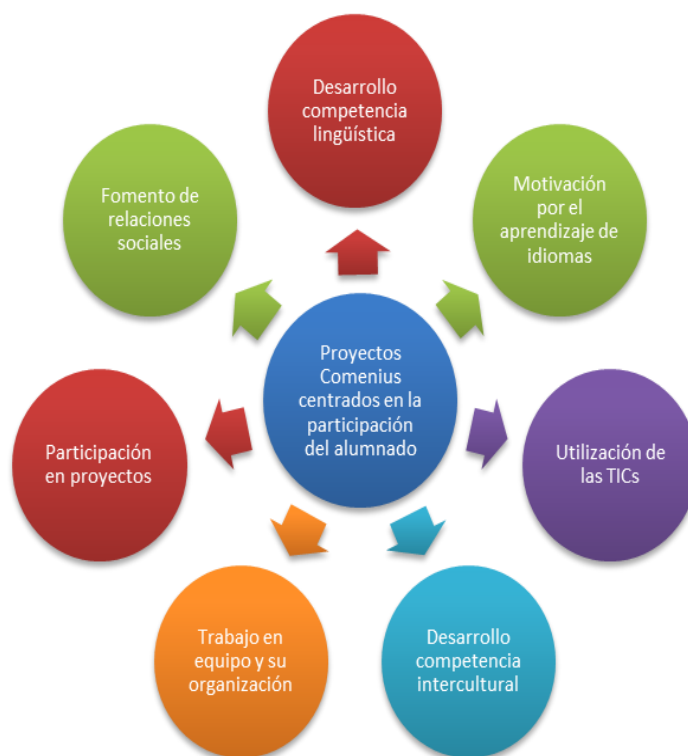 Desarrollo
competencia
lingüística
Motivación
por el
aprendizaje de
idiomas
Utilización de
las TICs
Desarrollo
competencia
intercultural
Trabajo en
equipo y su
organización
Participación
en proyectos
Fomento de
relaciones
sociales
Proyectos
Comenius
centrados en la
participación
del alumnado